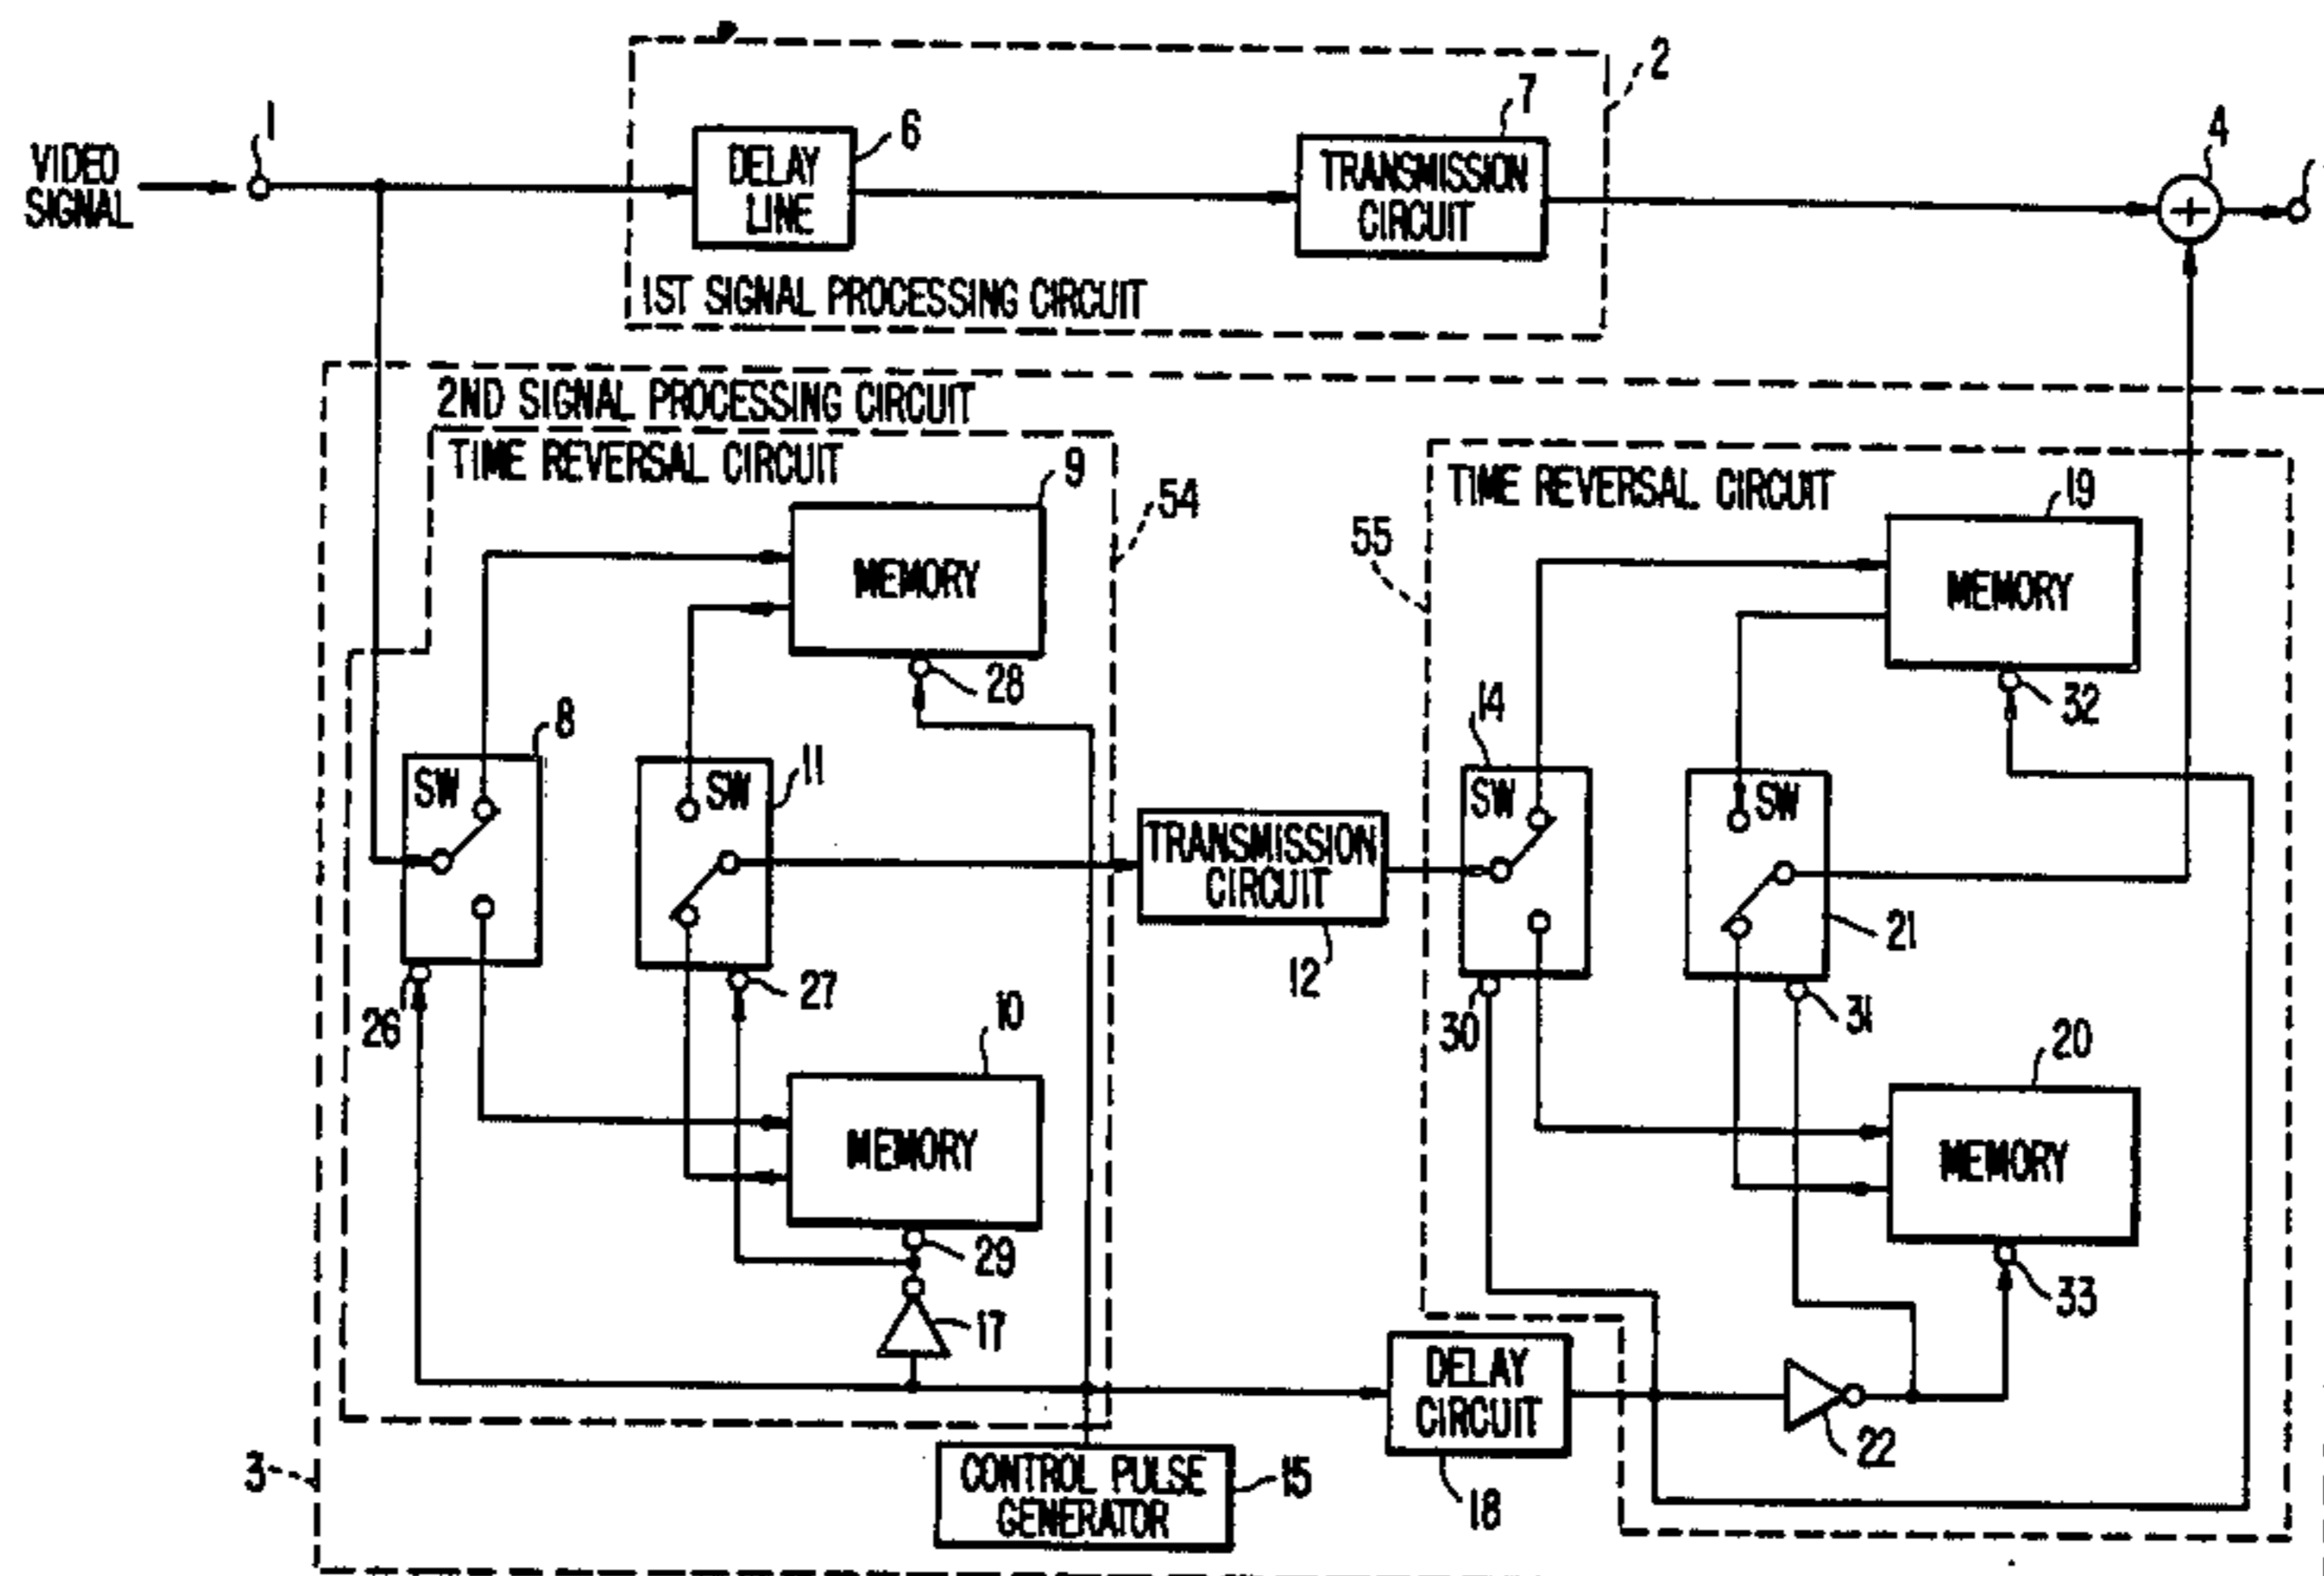 VIDEO
SIGNAL
1
DELAY
LINE
6
TRANSMISSION
CIRCUIT
7
2
4
1ST SIGNAL PROCESSING CIRCUIT
2ND SIGNAL PROCESSING CIRCUIT
TIME REVERSAL CIRCUIT
54
MEMORY
9
28
SW
8
26
SW
11
27
MEMORY
10
29
17
TRANSMISSION
CIRCUIT
12
55
TIME REVERSAL CIRCUIT
MEMORY
19
32
SW
14
30
SW
21
31
MEMORY
20
33
22
DELAY
CIRCUIT
18
CONTROL PULSE
GENERATOR
15
3